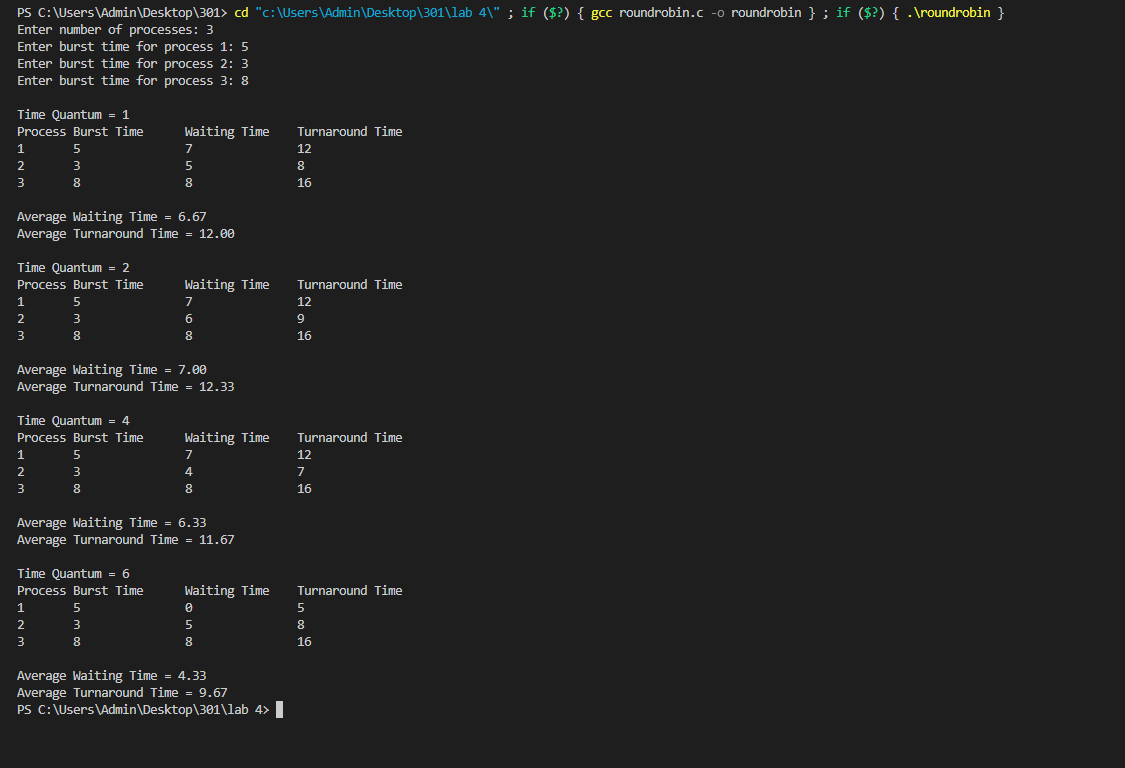 PS C:\Users\Admin\Desktop\301> cd "c:\Users\Admin\Desktop\301\lab 4\" ; if ($?) { gcc roundrobin.c -o roundrobin } ; if ($?) { .\roundrobin }
Enter number of processes: 3
Enter burst time for process 1: 5
Enter burst time for process 2: 3
Enter burst time for process 3: 8

Time Quantum = 1
Process Burst Time      Waiting Time    Turnaround Time
1       5               7               12
2       3               5               8
3       8               8               16

Average Waiting Time = 6.67
Average Turnaround Time = 12.00

Time Quantum = 2
Process Burst Time      Waiting Time    Turnaround Time
1       5               7               12
2       3               6               9
3       8               8               16

Average Waiting Time = 7.00
Average Turnaround Time = 12.33

Time Quantum = 4
Process Burst Time      Waiting Time    Turnaround Time
1       5               7               12
2       3               4               7
3       8               8               16

Average Waiting Time = 6.33
Average Turnaround Time = 11.67

Time Quantum = 6
Process Burst Time      Waiting Time    Turnaround Time
1       5               0               5
2       3               5               8
3       8               8               16

Average Waiting Time = 4.33
Average Turnaround Time = 9.67
PS C:\Users\Admin\Desktop\301\lab 4>